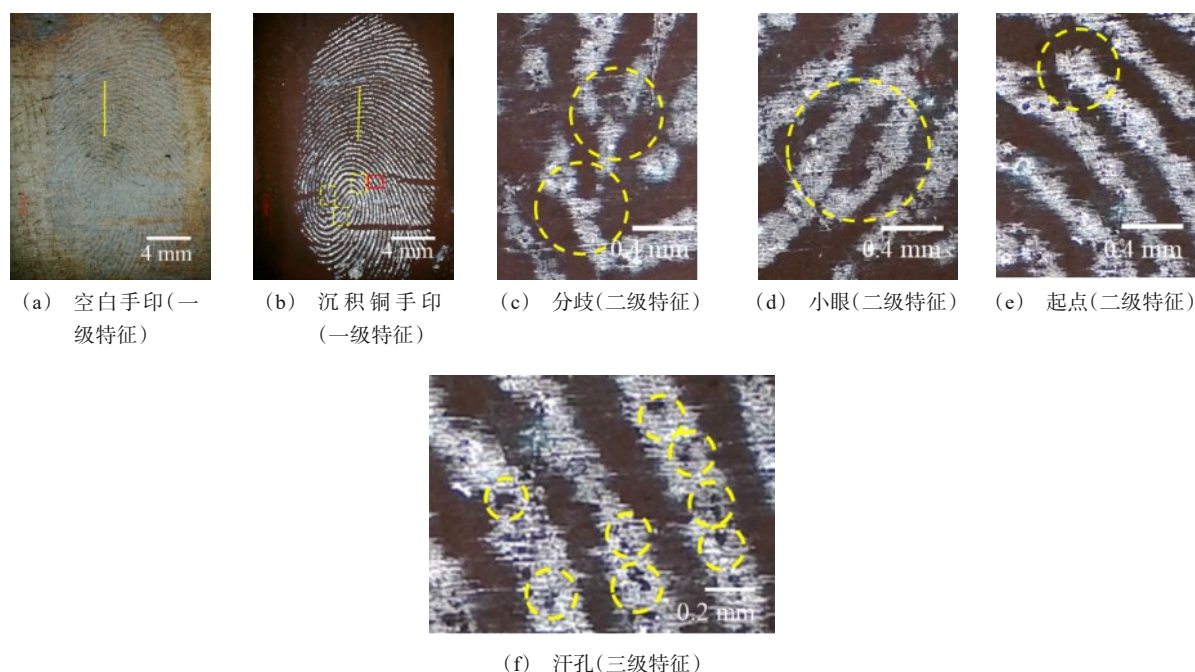 4 mm
4 mm
0.4 mm
0.4 mm
0.4 mm
(a) 空白手印(一级特征)
(b) 沉积铜手印(一级特征)
(c) 分歧(二级特征)
(d) 小眼(二级特征)
(e) 起点(二级特征)
0.2 mm
(f) 汗孔(三级特征)